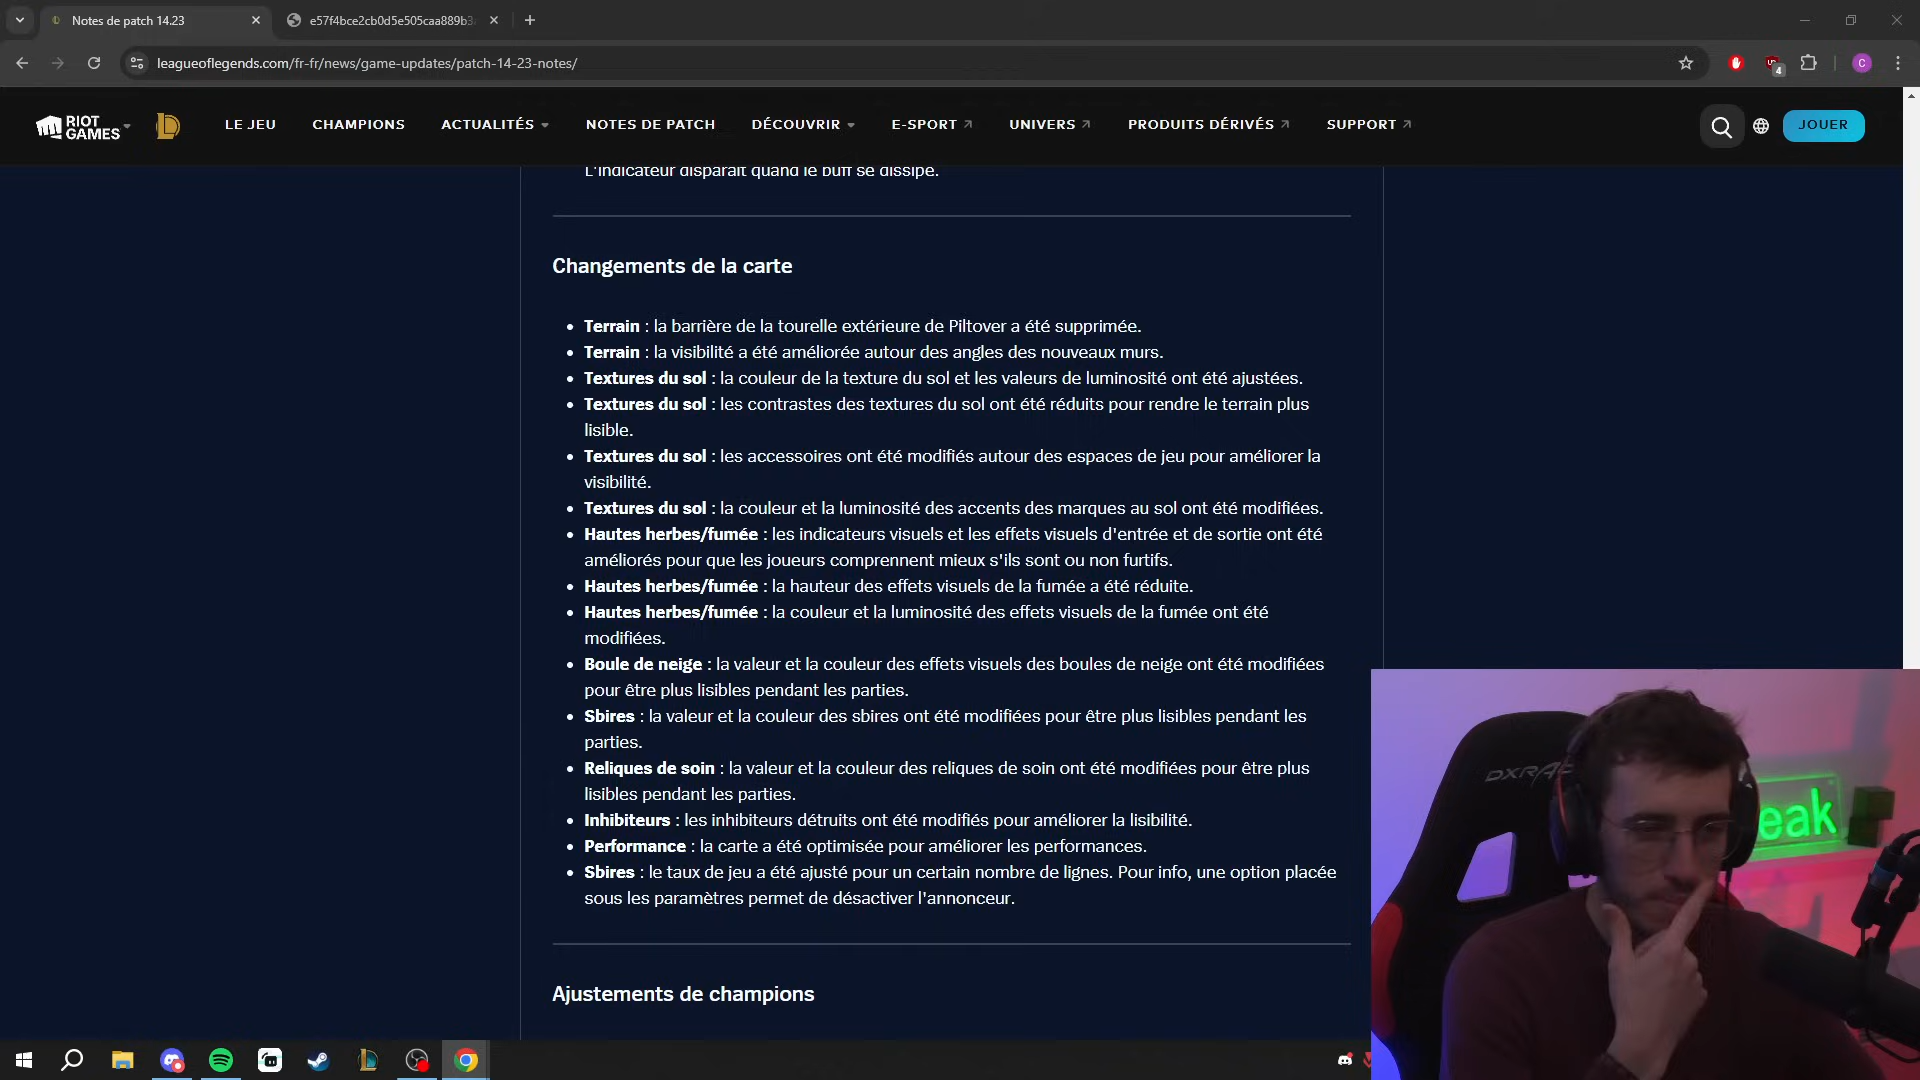 Notes de patch 14.23
e57f4bce2cb0d5e505caa889b3
leagueoflegends.com/fr-fr/news/game-updates/patch-14-23-notes/
4
C
RIOT
GAMES
LE JEU
CHAMPIONS
ACTUALITÉS
NOTES DE PATCH
DÉCOUVRIR
E-SPORT
UNIVERS
PRODUITS DÉRIVÉS
SUPPORT
JOUER
L'indicateur disparaît quand le buff se dissipe.
Changements de la carte
Terrain : la barrière de la tourelle extérieure de Piltover a été supprimée.
Terrain : la visibilité a été améliorée autour des angles des nouveaux murs.
Textures du sol : la couleur de la texture du sol et les valeurs de luminosité ont été ajustées.
Textures du sol : les contrastes des textures du sol ont été réduits pour rendre le terrain plus
lisible.
Textures du sol : les accessoires ont été modifiés autour des espaces de jeu pour améliorer la
visibilité.
Textures du sol : la couleur et la luminosité des accents des marques au sol ont été modifiées.
Hautes herbes/fumée : les indicateurs visuels et les effets visuels d'entrée et de sortie ont été
améliorés pour que les joueurs comprennent mieux s'ils sont ou non furtifs.
Hautes herbes/fumée : la hauteur des effets visuels de la fumée a été réduite.
Hautes herbes/fumée : la couleur et la luminosité des effets visuels de la fumée ont été
modifiées.
Boule de neige : la valeur et la couleur des effets visuels des boules de neige ont été modifiées
pour être plus lisibles pendant les parties.
Sbires : la valeur et la couleur des sbires ont été modifiées pour être plus lisibles pendant les
parties.
Reliques de soin : la valeur et la couleur des reliques de soin ont été modifiées pour être plus
lisibles pendant les parties.
Inhibiteurs : les inhibiteurs détruits ont été modifiés pour améliorer la lisibilité.
Performance : la carte a été optimisée pour améliorer les performances.
Sbires : le taux de jeu a été ajusté pour un certain nombre de lignes. Pour info, une option placée
sous les paramètres permet de désactiver l'annonceur.
Ajustements de champions
eak